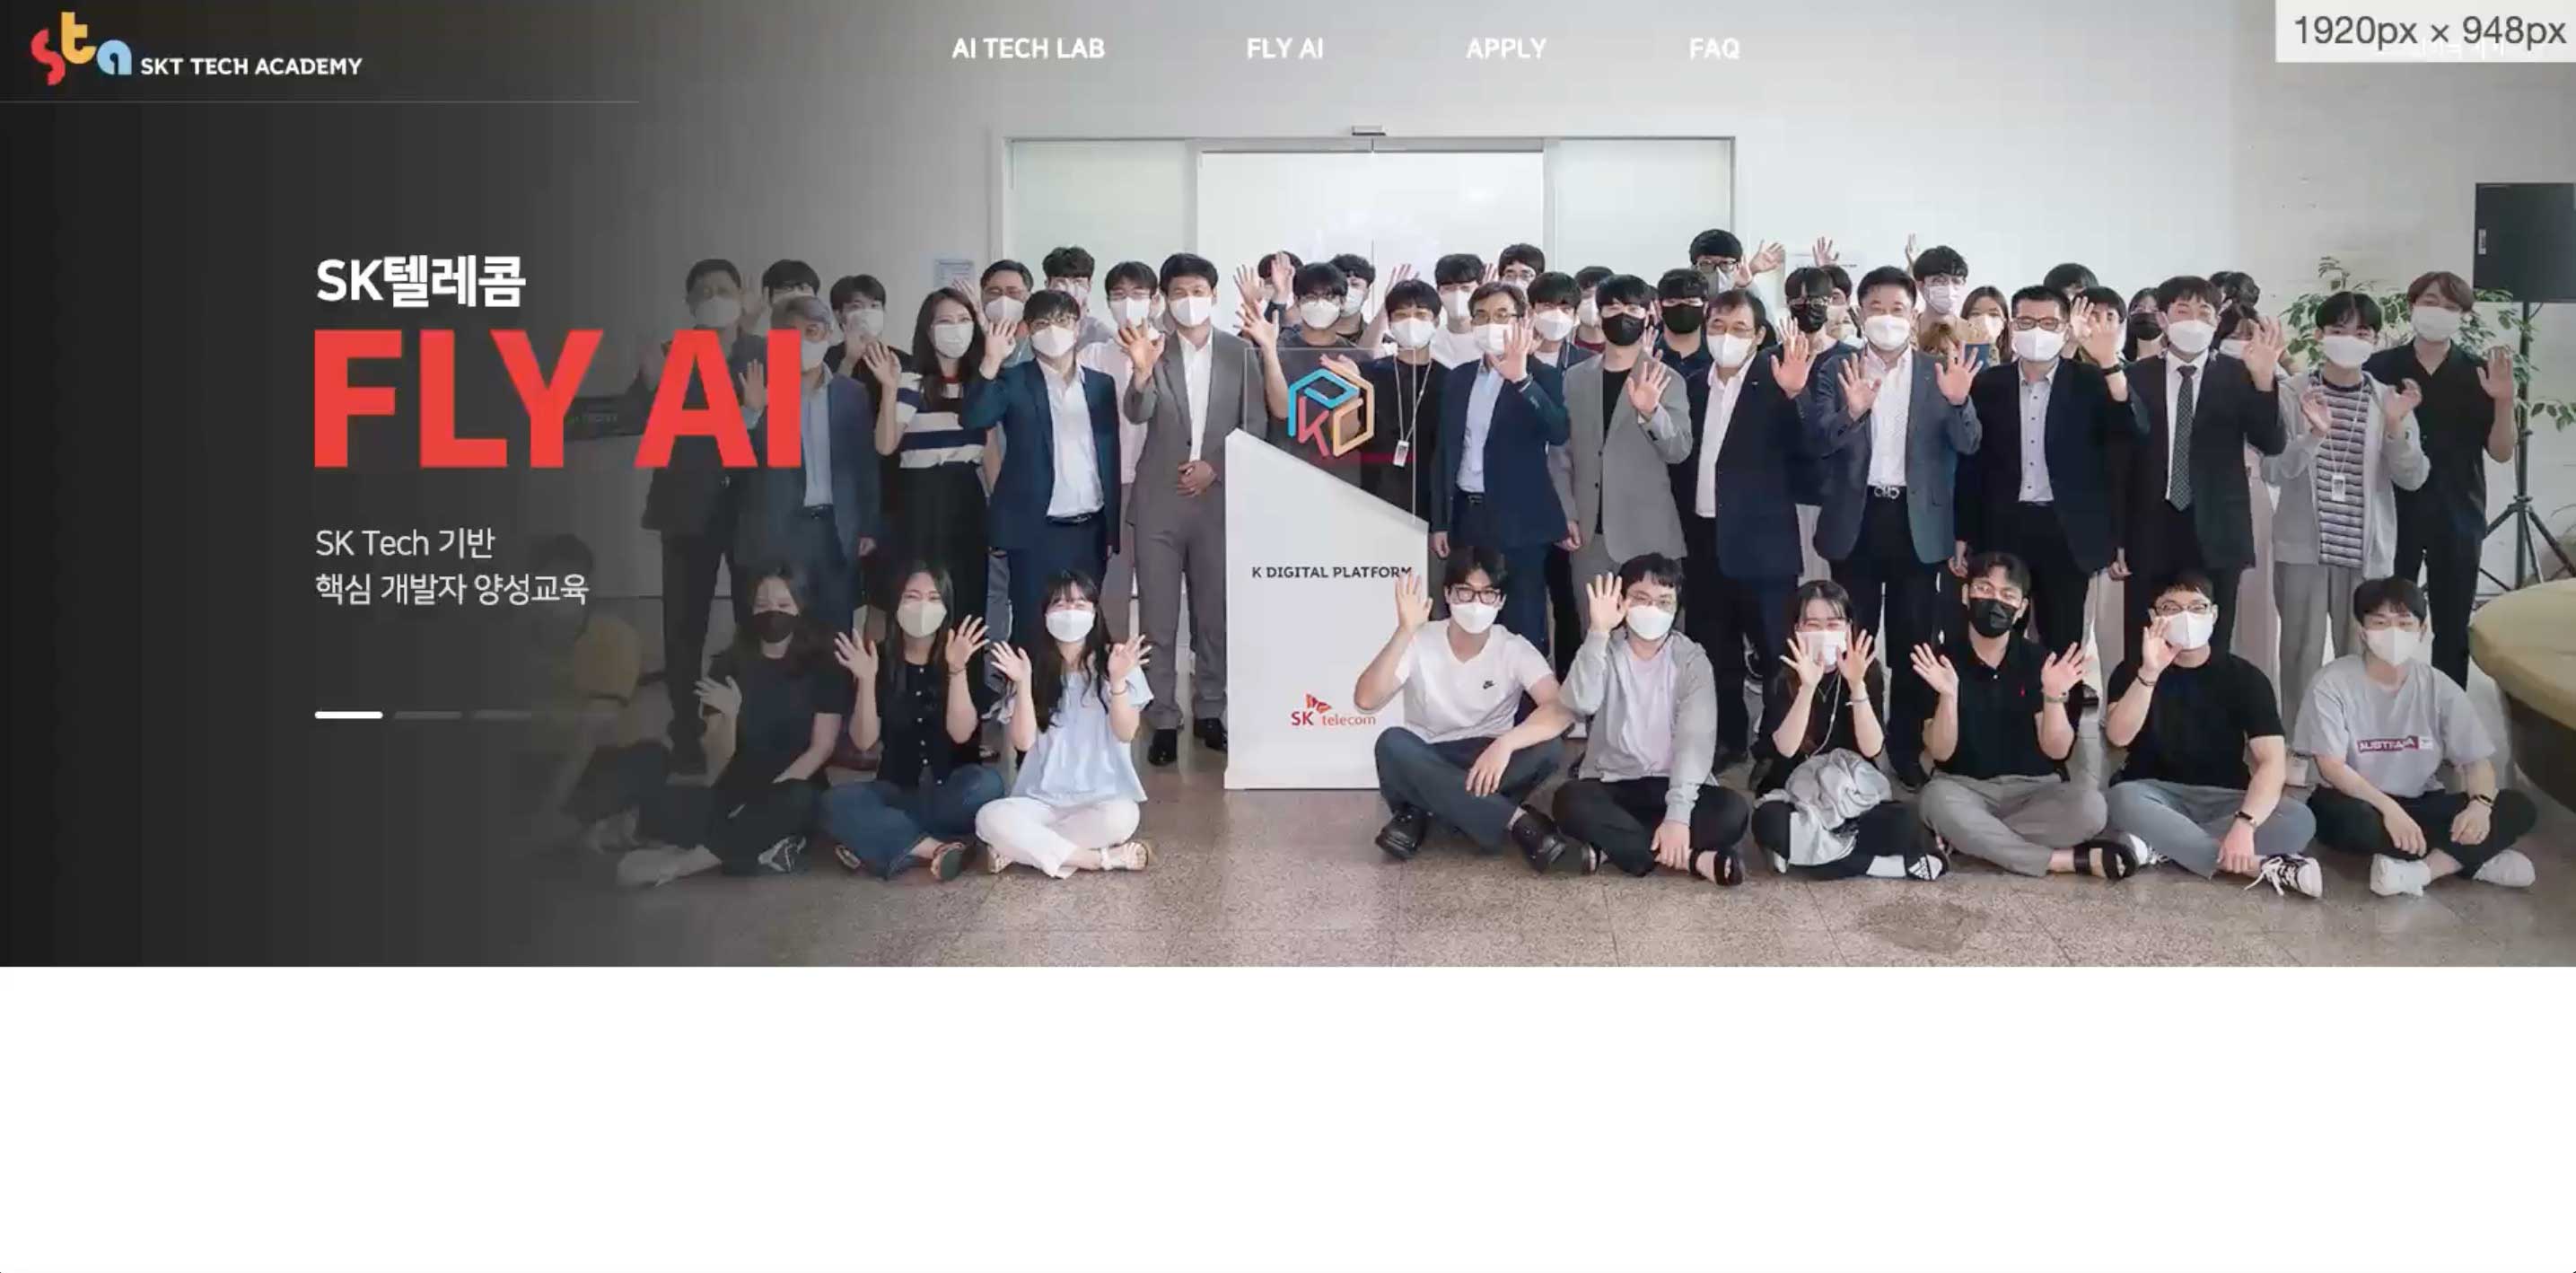 sta SKT TECH ACADEMY
AI TECH LAB FLY AI APPLY FAQ
1920px × 948px
SK텔레콤
FLY AI
SK Tech 기반
핵심 개발자 양성교육
K DIGITAL PLATFORM
SK telecom